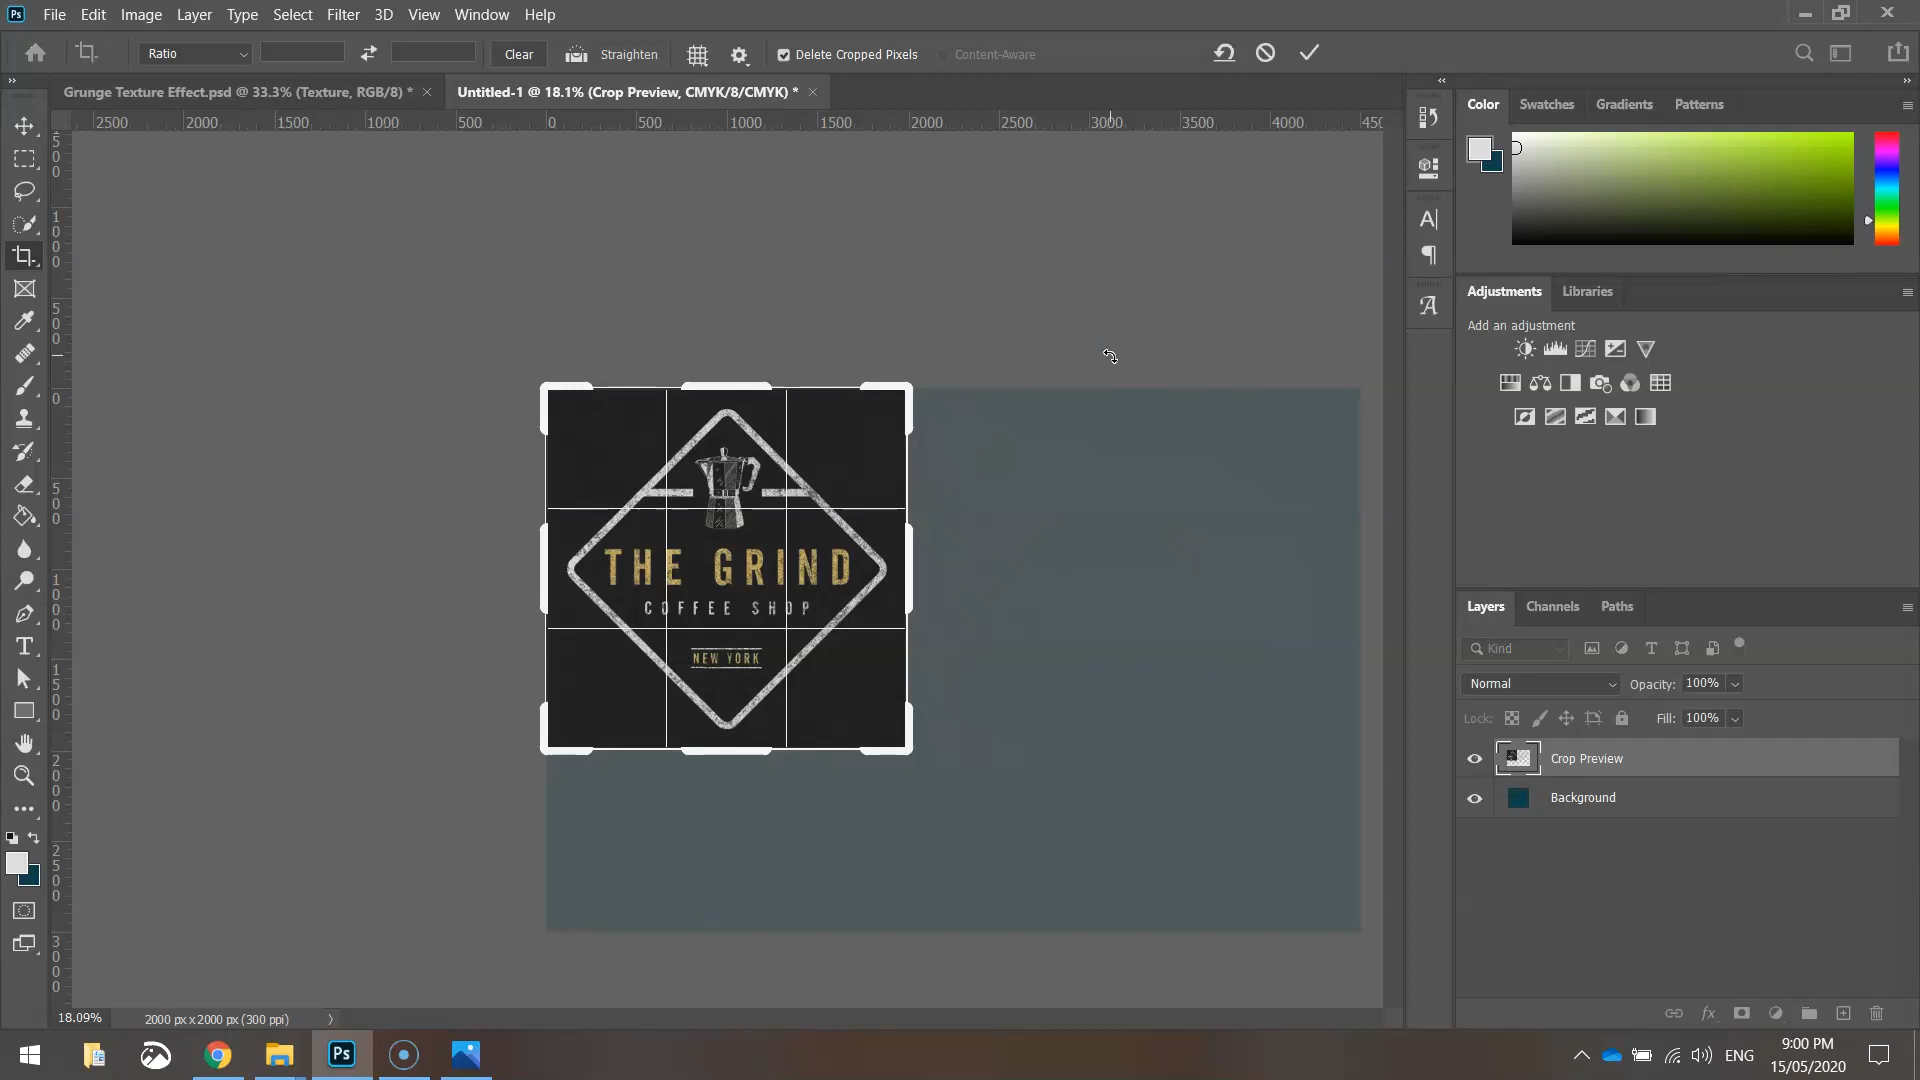 Ps File Edit Image Layer Type Select Filter 3D View Window Help
Ratio Clear Straighten Delete Cropped Pixels Content-Aware
Grunge Texture Effect.psd @ 33.3% (Texture, RGB/8) * Untitled-1 @ 18.1% (Crop Preview, CMYK/8/CMYK) *
2500 2000 1500 1000 500 0 500 1000 1500 2000 2500 3000 3500 4000
Color Swatches Gradients Patterns
Adjustments Libraries
Add an adjustment
THE GRIND
COFFEE SHOP
NEW YORK
Layers Channels Paths
Kind
Normal Opacity: 100%
Lock: Fill: 100%
Crop Preview
Background
18.09% 2000 px x 2000 px (300 ppi)
Ps ENG 9:00 PM
15/05/2020